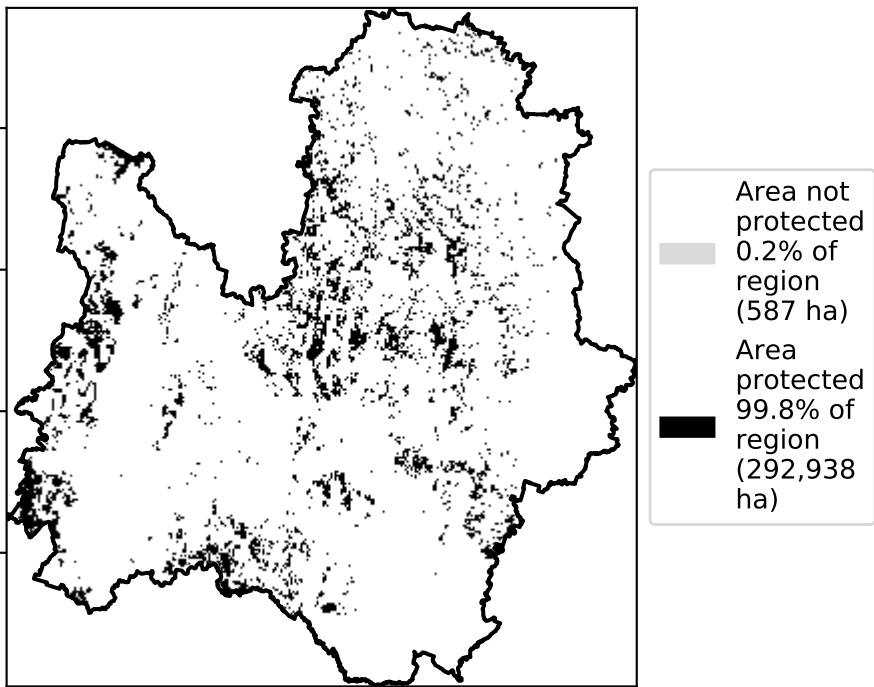 Area not
protected
0.2% of
region
(587 ha)
Area
protected
99.8% of
region
(292,938
ha)